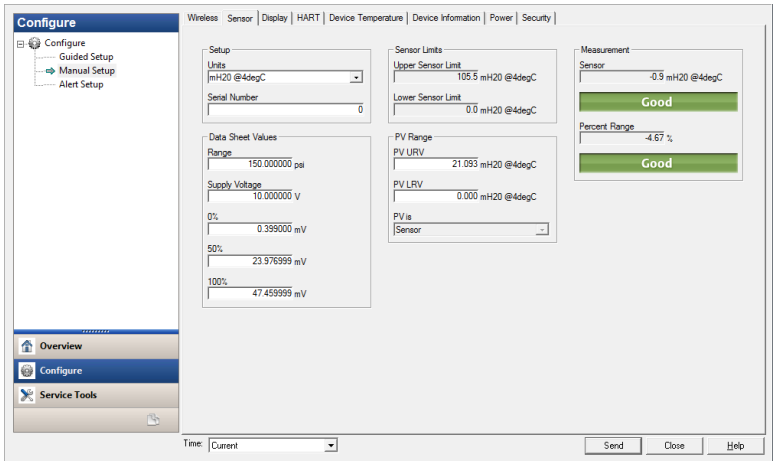 Configure
Configure
Guided Setup
Manual Setup
Alert Setup
Overview
Configure
Service Tools
Wireless Sensor Display HART Device Temperature Device Information Power Security
Setup
Units
mH20 @4degC
Serial Number
0
Data Sheet Values
Range
150.000000 psi
Supply Voltage
10.000000 V
0%
0.399000 mV
50%
23.976999 mV
100%
47.459999 mV
Sensor Limits
Upper Sensor Limit
105.5 mH20 @4degC
Lower Sensor Limit
0.0 mH20 @4degC
PV Range
PV URV
21.093 mH20 @4degC
PV LRV
0.000 mH20 @4degC
PV is
Sensor
Measurement
Sensor
-0.9 mH20 @4degC
Good
Percent Range
-4.67 %
Good
Time: Current
Send Close Help